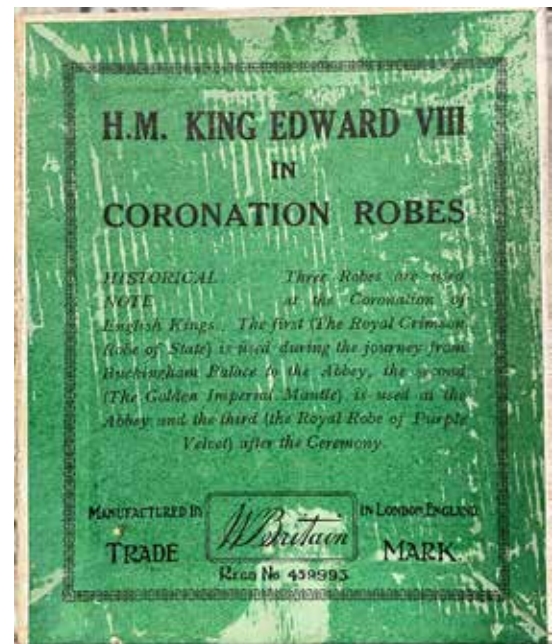 H.M. KING EDWARD VIII
IN
CORONATION ROBES
HISTORICAL Three Robes are used
NOTE at the Coronation of
English Kings. The first (The Royal Crimson
Robe of State) is used during the journey from
Buckingham Palace to the Abbey, the second
(The Golden Imperial Mantle) is used at the
Abbey and the third (the Royal Robe of Purple
Velvet) after the Ceremony.
MANUFACTURED BY W Britain IN LONDON, ENGLAND
TRADE MARK
REGD No 459993